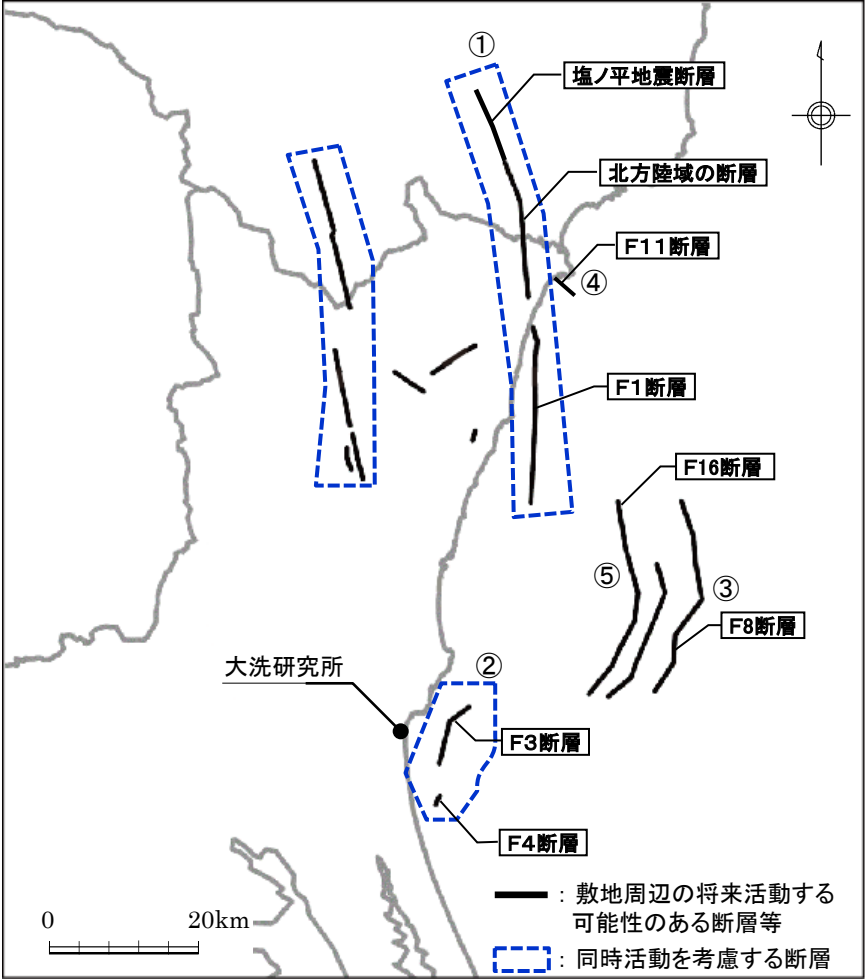 ①
塩ノ平地震断層
北方陸域の断層
F11断層
④
F1断層
F16断層
⑤
③
F8断層
大洗研究所
②
F3断層
F4断層
0 20km
: 敷地周辺の将来活動する
可能性のある断層等
: 同時活動を考慮する断層